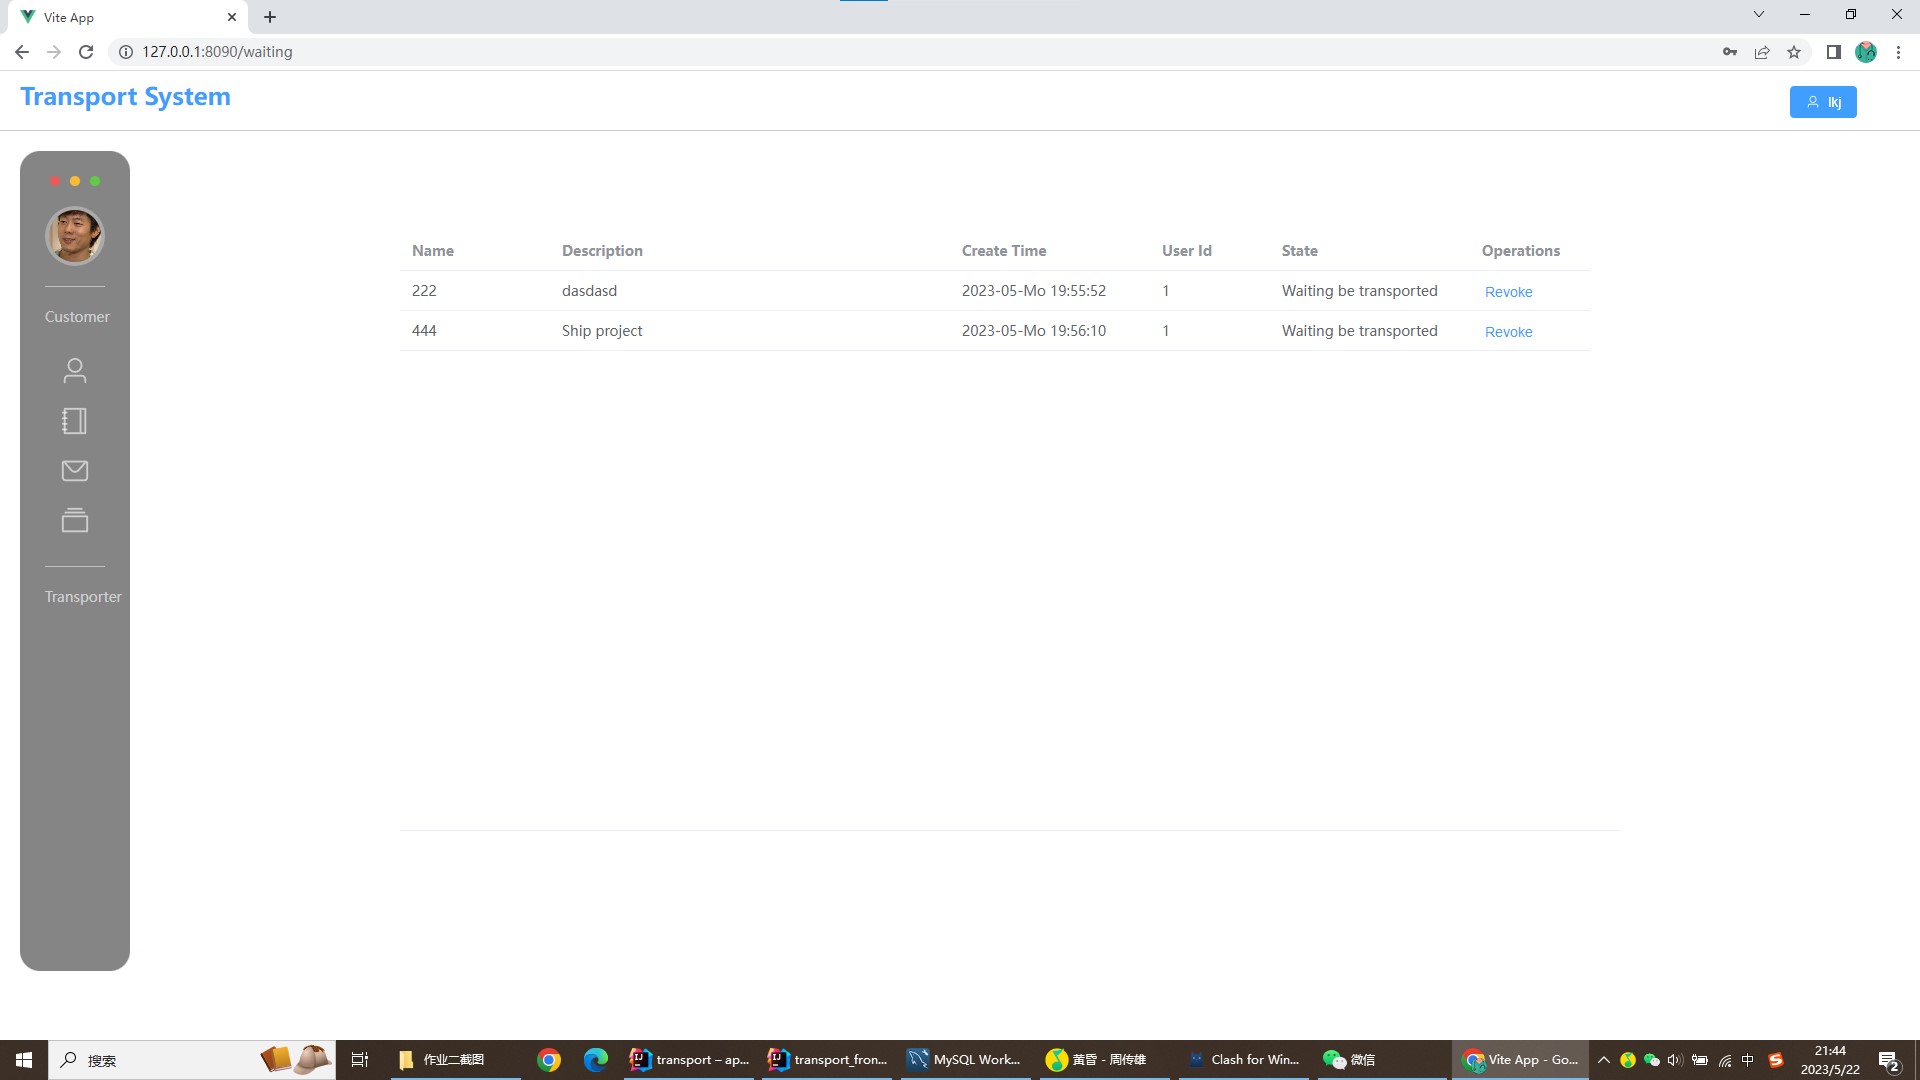 Vite App
127.0.0.1:8090/waiting
Transport System
lkj
Customer
Transporter
Name Description Create Time User Id State Operations
222 dasdasd 2023-05-Mo 19:55:52 1 Waiting be transported Revoke
444 Ship project 2023-05-Mo 19:56:10 1 Waiting be transported Revoke
搜索 作业二截图 transport – ap... transport_fron... MySQL Work... 黄昏 - 周传雄 Clash for Win... 微信 Vite App - Go... 中 21:44
2023/5/22 2